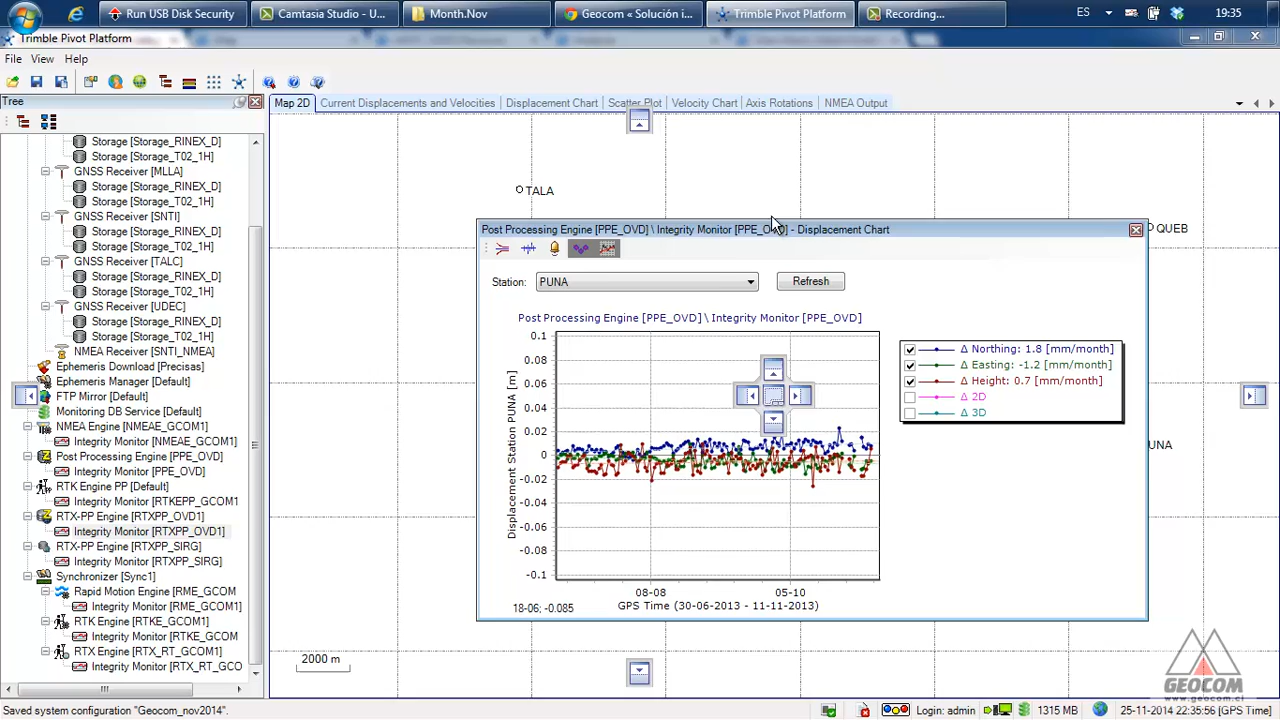 Run USB Disk Security
Camtasia Studio - U...
Month.Nov
Geocom « Solución i...
Trimble Pivot Platform
Recording...
ES
19:35
Trimble Pivot Platform
File View Help
Tree
Map 2D
Current Displacements and Velocities
Displacement Chart
Scatter Plot
Velocity Chart
Axis Rotations
NMEA Output
Storage [Storage_RINEX_D]
Storage [Storage_T02_1H]
GNSS Receiver [MLLA]
Storage [Storage_RINEX_D]
Storage [Storage_T02_1H]
GNSS Receiver [SNTI]
Storage [Storage_RINEX_D]
Storage [Storage_T02_1H]
GNSS Receiver [TALC]
Storage [Storage_RINEX_D]
Storage [Storage_T02_1H]
GNSS Receiver [UDEC]
Storage [Storage_RINEX_D]
Storage [Storage_T02_1H]
NMEA Receiver [SNTI_NMEA]
Ephemeris Download [Precisas]
Ephemeris Manager [Default]
FTP Mirror [Default]
Monitoring DB Service [Default]
NMEA Engine [NMEAE_GCOM1]
Integrity Monitor [NMEAE_GCOM1
Post Processing Engine [PPE_OVD]
Integrity Monitor [PPE_OVD]
RTK Engine PP [Default]
Integrity Monitor [RTKEPP_GCOM1
RTX-PP Engine [RTXPP_OVD1]
Integrity Monitor [RTXPP_OVD1]
RTX-PP Engine [RTXPP_SIRG]
Integrity Monitor [RTXPP_SIRG]
Synchronizer [Sync1]
Rapid Motion Engine [RME_GCOM
Integrity Monitor [RME_GCOM1]
RTK Engine [RTKE_GCOM1]
Integrity Monitor [RTKE_GCOM
RTX Engine [RTX_RT_GCOM1]
Integrity Monitor [RTX_RT_GCO
TALA
QUEB
UNA
2000 m
Post Processing Engine [PPE_OVD] \ Integrity Monitor [PPE_OVD] - Displacement Chart
Station:
PUNA
Refresh
Post Processing Engine [PPE_OVD] \ Integrity Monitor [PPE_OVD]
Displacement Station PUNA [m]
0.1
0.08
0.06
0.04
0.02
0
-0.02
-0.04
-0.06
-0.08
-0.1
08-08
05-10
GPS Time (30-06-2013 - 11-11-2013)
18-06; -0.085
Δ Northing: 1.8 [mm/month]
Δ Easting: -1.2 [mm/month]
Δ Height: 0.7 [mm/month]
Δ 2D
Δ 3D
GEOCOM
www.geocom.cl
Saved system configuration "Geocom_nov2014".
Login: admin
1315 MB
25-11-2014 22:35:56 [GPS Time]